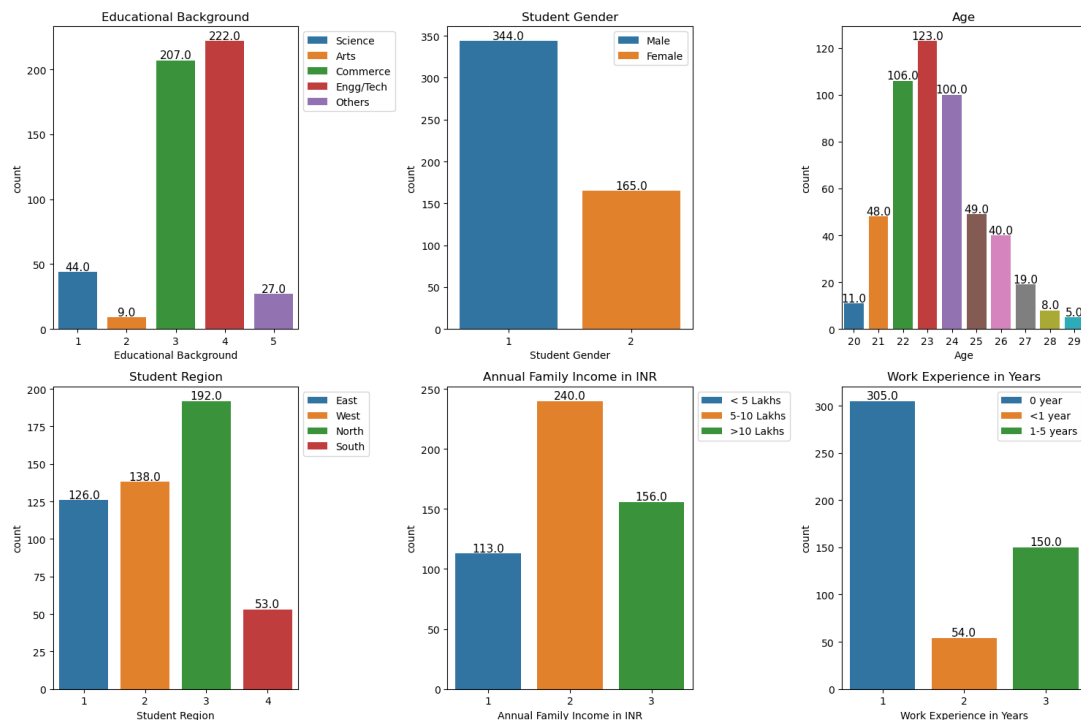 Educational Background
222.0
207.0
44.0
9.0
27.0
Science
Arts
Commerce
Engg/Tech
Others
200
150
100
50
0
count
1 2 3 4 5
Educational Background
Student Gender
344.0
165.0
Male
Female
350
300
250
200
150
100
50
0
count
1 2
Student Gender
Age
123.0
106.0
100.0
48.0
49.0
40.0
11.0
19.0
8.0
5.0
120
100
80
60
40
20
0
count
20 21 22 23 24 25 26 27 28 29
Age
Student Region
192.0
138.0
126.0
53.0
East
West
North
South
200
175
150
125
100
75
50
25
0
count
1 2 3 4
Student Region
Annual Family Income in INR
240.0
156.0
113.0
< 5 Lakhs
5-10 Lakhs
>10 Lakhs
250
200
150
100
50
0
count
1 2 3
Annual Family Income in INR
Work Experience in Years
305.0
54.0
150.0
0 year
<1 year
1-5 years
300
250
200
150
100
50
0
count
1 2 3
Work Experience in Years